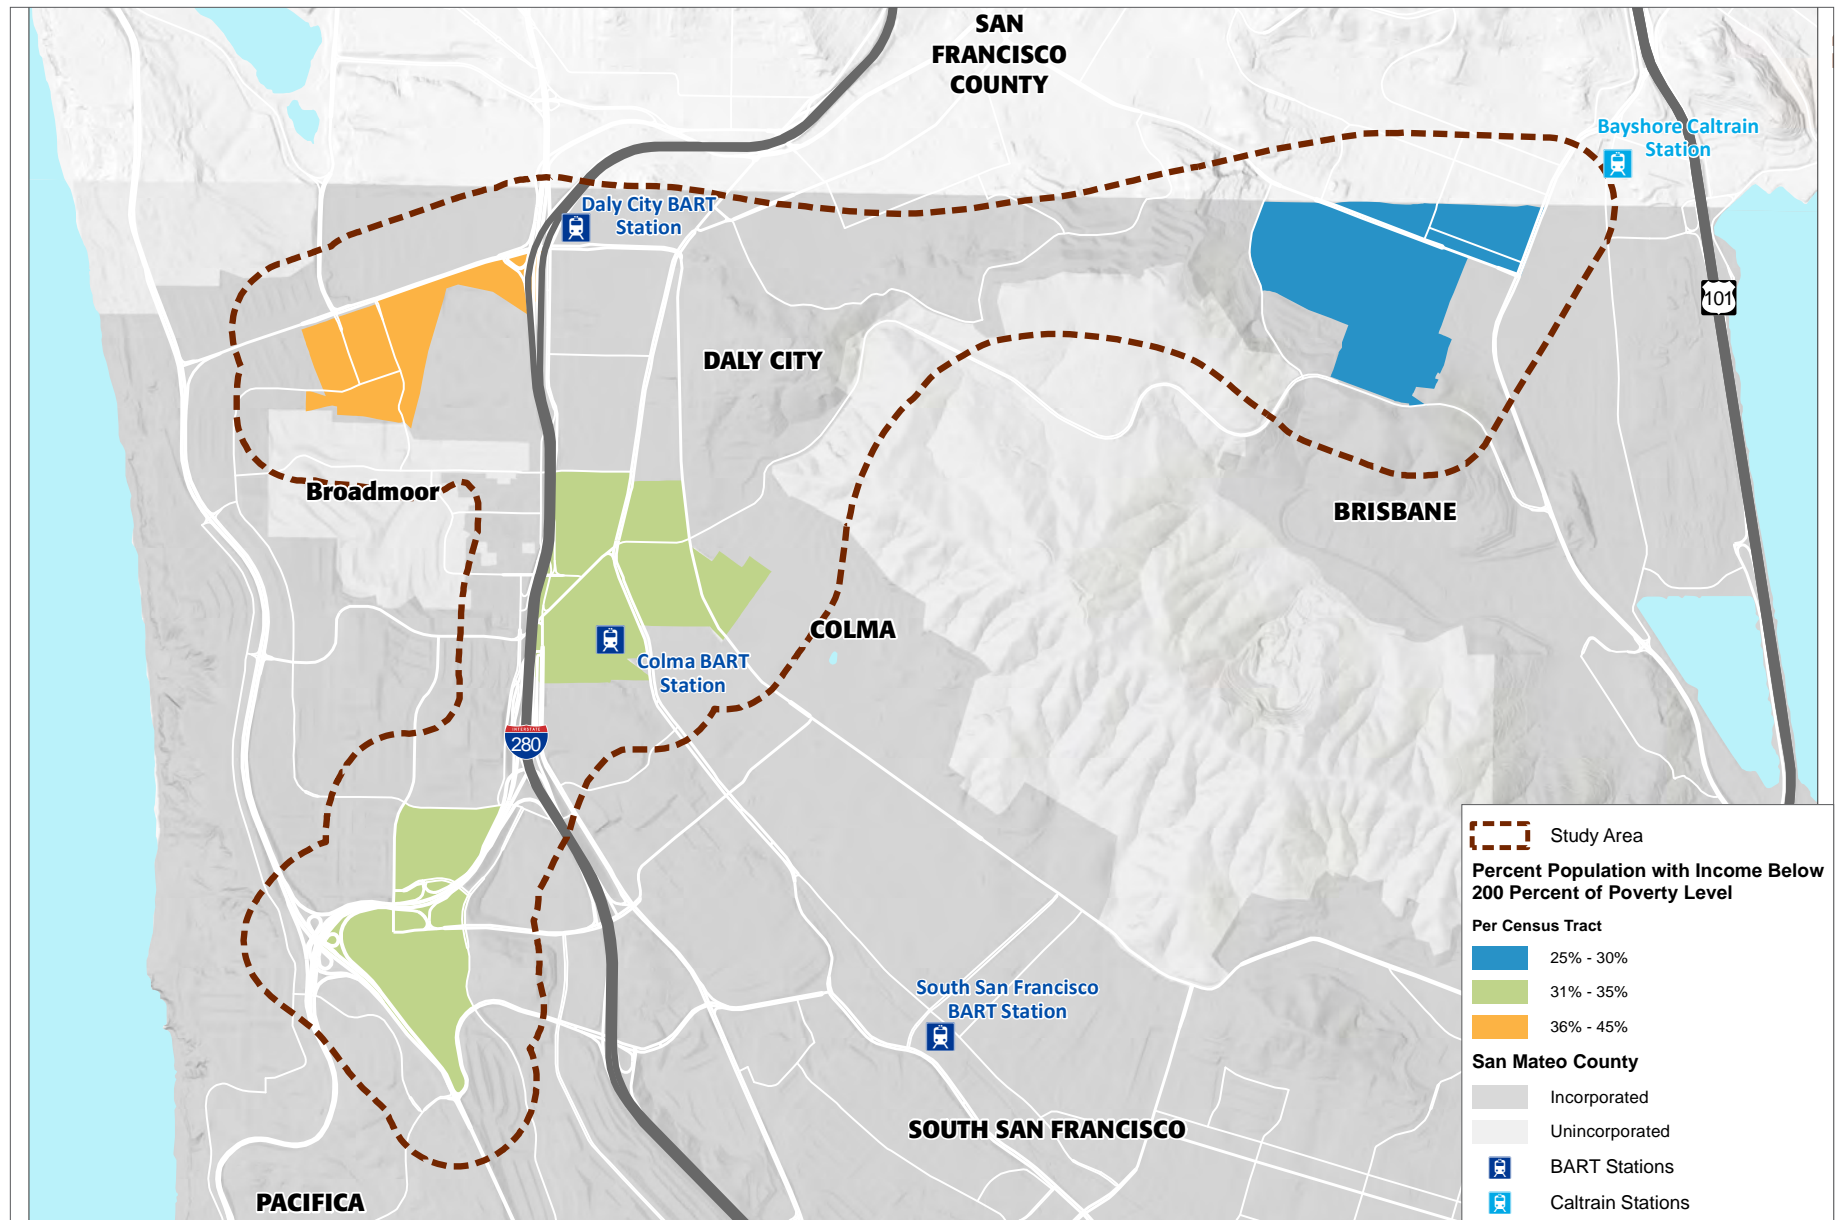 SAN
FRANCISCO
COUNTY
Bayshore Caltrain
Station
Daly City BART
Station
101
DALY CITY
Broadmoor
BRISBANE
COLMA
Colma BART
Station
INTERSTATE
280
South San Francisco
BART Station
SOUTH SAN FRANCISCO
PACIFICA
Study Area
Percent Population with Income Below
200 Percent of Poverty Level
Per Census Tract
25% - 30%
31% - 35%
36% - 45%
San Mateo County
Incorporated
Unincorporated
BART Stations
Caltrain Stations